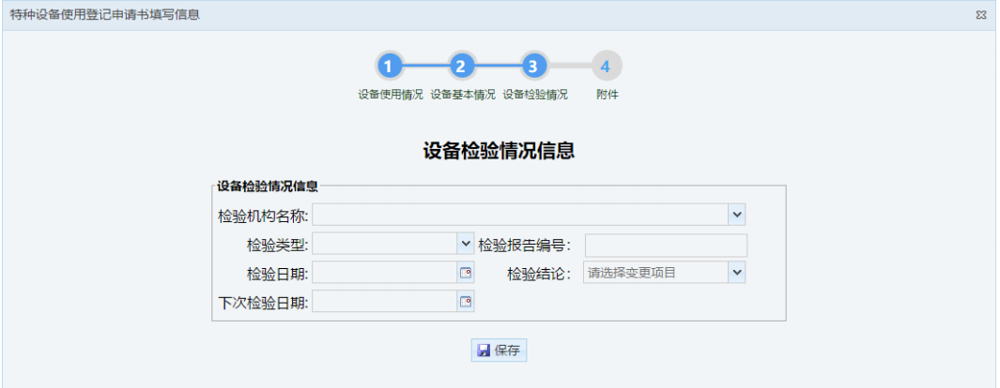 特种设备使用登记申请书填写信息
1 2 3 4
设备使用情况 设备基本情况 设备检验情况 附件
设备检验情况信息
设备检验情况信息
检验机构名称:
检验类型: 检验报告编号:
检验日期: 检验结论: 请选择变更项目
下次检验日期:
保存